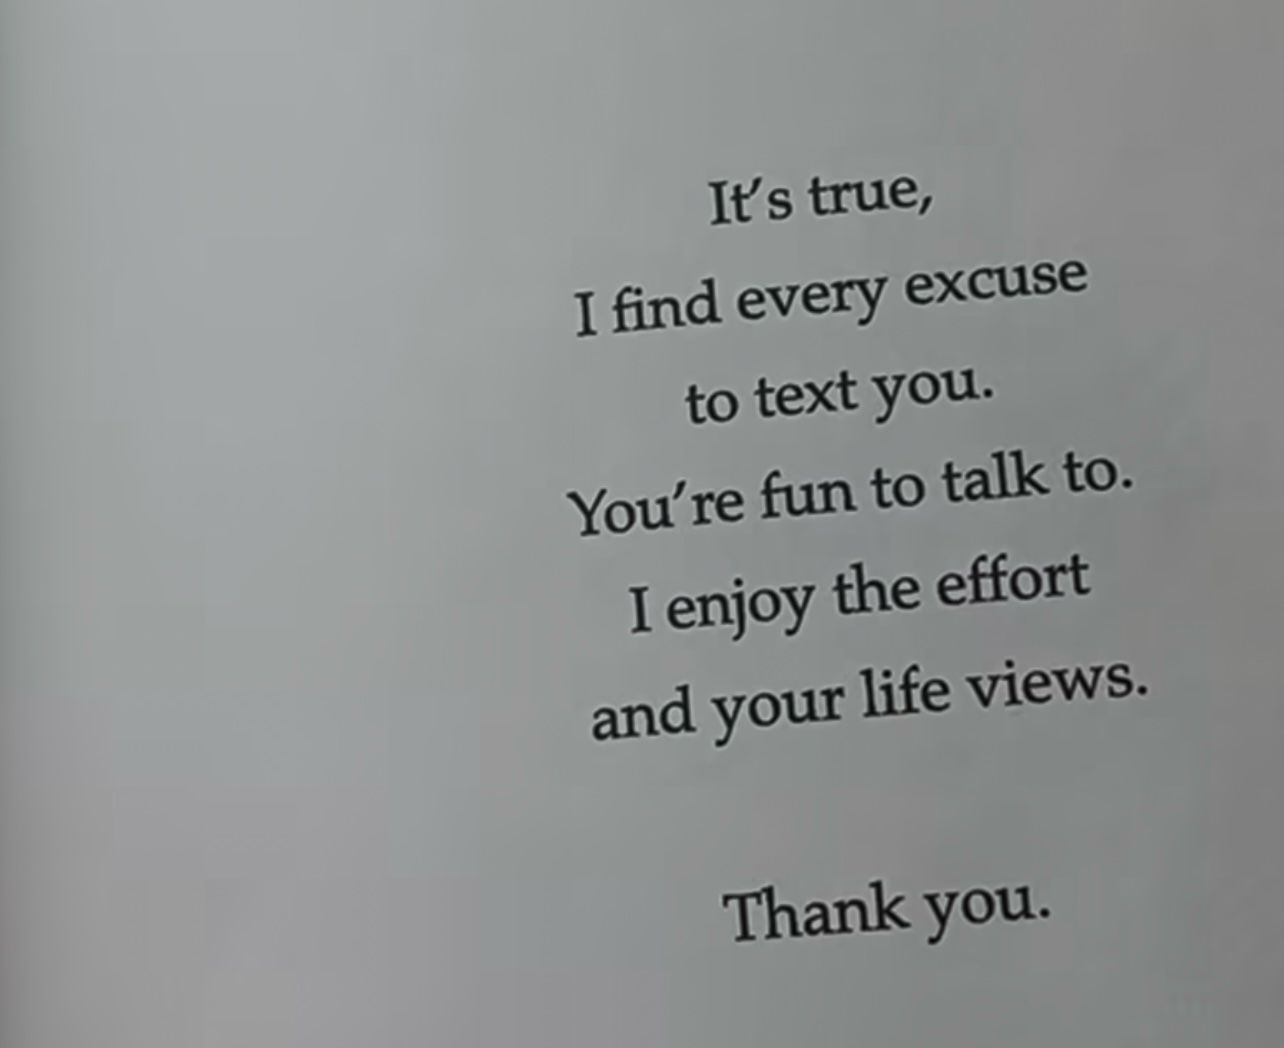 It's true,
I find every excuse
to text you.
You're fun to talk to.
I enjoy the effort
and your life views.
Thank you.